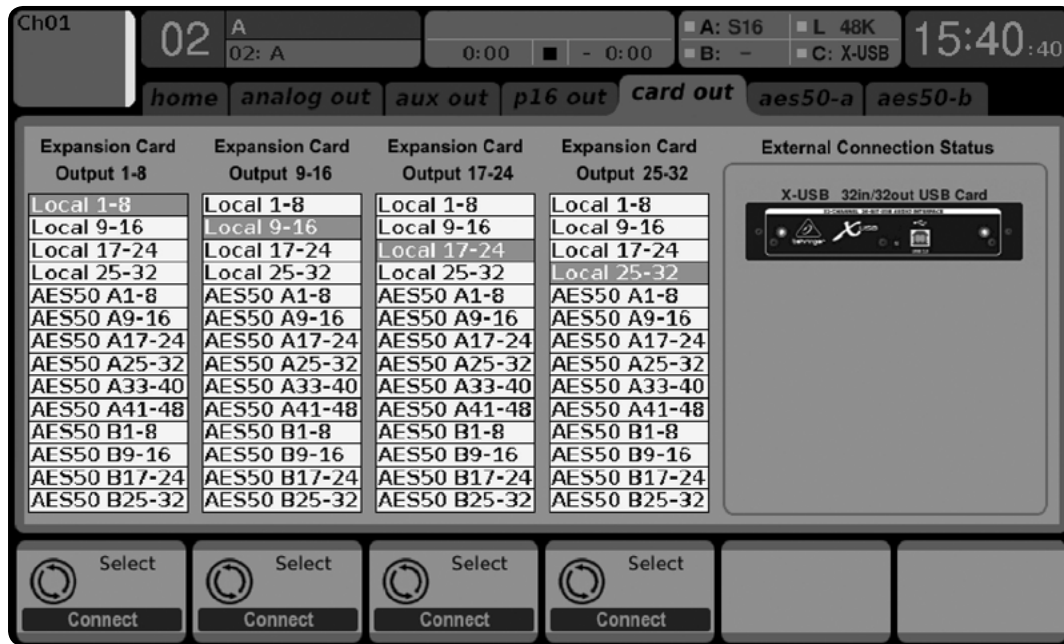 Ch01
02
A
02: A
0:00 - 0:00
A: S16
B: -
L 48K
C: X-USB
15:40:40
home analog out aux out p16 out card out aes50-a aes50-b
Expansion Card
Output 1-8
Local 1-8
Local 9-16
Local 17-24
Local 25-32
AES50 A1-8
AES50 A9-16
AES50 A17-24
AES50 A25-32
AES50 A33-40
AES50 A41-48
AES50 B1-8
AES50 B9-16
AES50 B17-24
AES50 B25-32
Expansion Card
Output 9-16
Local 1-8
Local 9-16
Local 17-24
Local 25-32
AES50 A1-8
AES50 A9-16
AES50 A17-24
AES50 A25-32
AES50 A33-40
AES50 A41-48
AES50 B1-8
AES50 B9-16
AES50 B17-24
AES50 B25-32
Expansion Card
Output 17-24
Local 1-8
Local 9-16
Local 17-24
Local 25-32
AES50 A1-8
AES50 A9-16
AES50 A17-24
AES50 A25-32
AES50 A33-40
AES50 A41-48
AES50 B1-8
AES50 B9-16
AES50 B17-24
AES50 B25-32
Expansion Card
Output 25-32
Local 1-8
Local 9-16
Local 17-24
Local 25-32
AES50 A1-8
AES50 A9-16
AES50 A17-24
AES50 A25-32
AES50 A33-40
AES50 A41-48
AES50 B1-8
AES50 B9-16
AES50 B17-24
AES50 B25-32
External Connection Status
X-USB 32in/32out USB Card
32-CHANNEL 24-BIT USB AUDIO INTERFACE
behringer
X-USB
USB 2.0
Select
Connect
Select
Connect
Select
Connect
Select
Connect